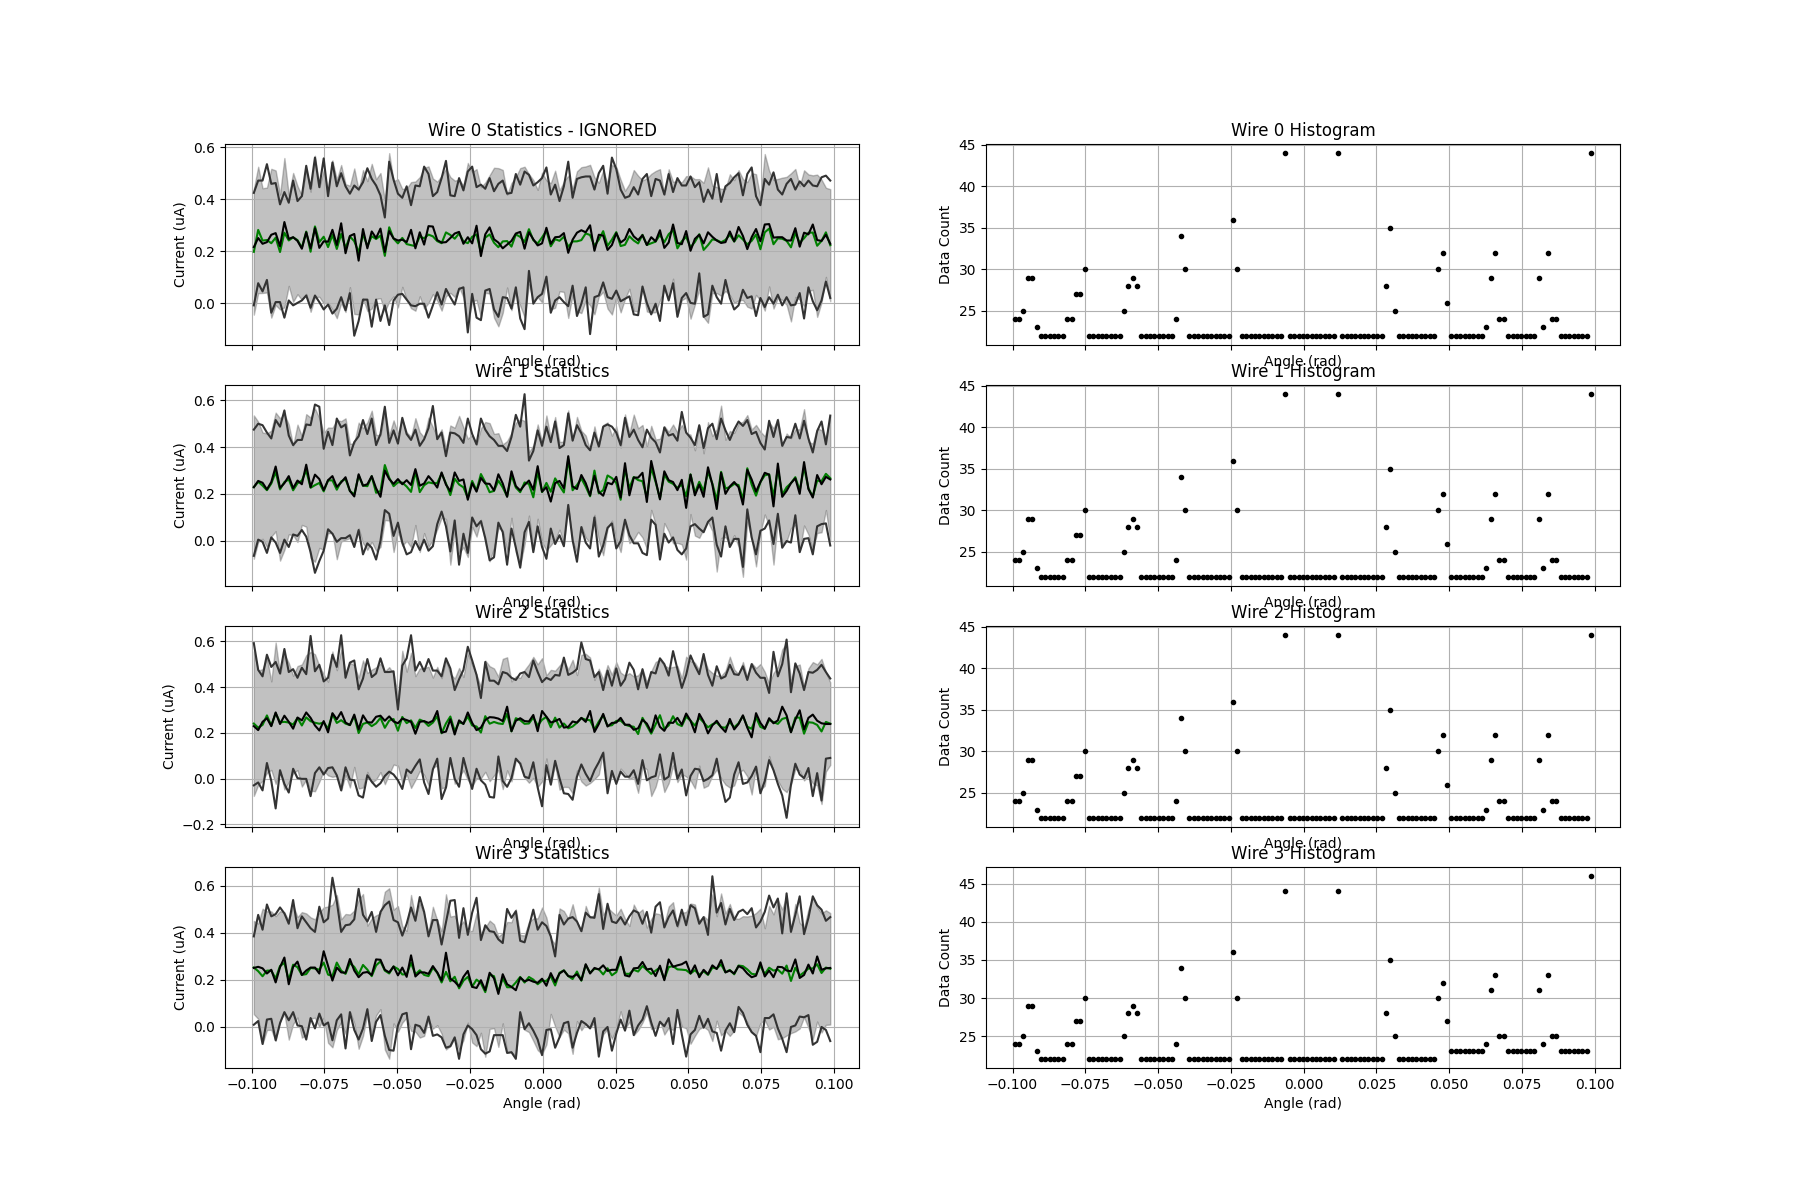 Wire 0 Statistics - IGNORED
Current (uA)
0.6
0.4
0.2
0.0
Angle (rad)
Wire 0 Histogram
Data Count
45
40
35
30
25
Angle (rad)
Wire 1 Statistics
Current (uA)
0.6
0.4
0.2
0.0
Angle (rad)
Wire 1 Histogram
Data Count
45
40
35
30
25
Angle (rad)
Wire 2 Statistics
Current (uA)
0.6
0.4
0.2
0.0
−0.2
Angle (rad)
Wire 2 Histogram
Data Count
45
40
35
30
25
Angle (rad)
Wire 3 Statistics
Current (uA)
0.6
0.4
0.2
0.0
−0.100 −0.075 −0.050 −0.025 0.000 0.025 0.050 0.075 0.100
Angle (rad)
Wire 3 Histogram
Data Count
45
40
35
30
25
−0.100 −0.075 −0.050 −0.025 0.000 0.025 0.050 0.075 0.100
Angle (rad)